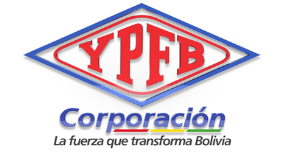 YPFB
Corporación
La fuerza que transforma Bolivia